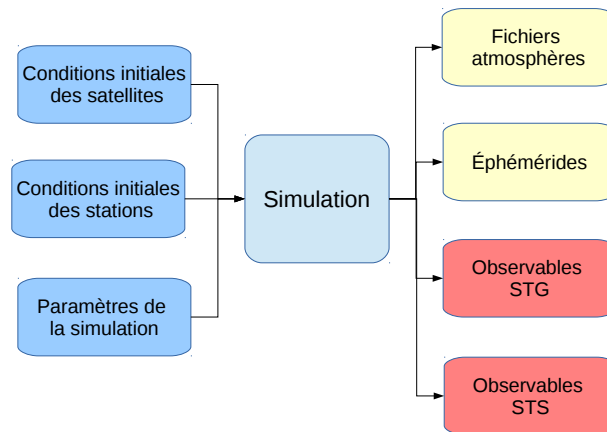 Conditions initiales
des satellites
Conditions initiales
des stations
Paramètres de
la simulation
Simulation
Fichiers
atmosphères
Éphémérides
Observables
STG
Observables
STS